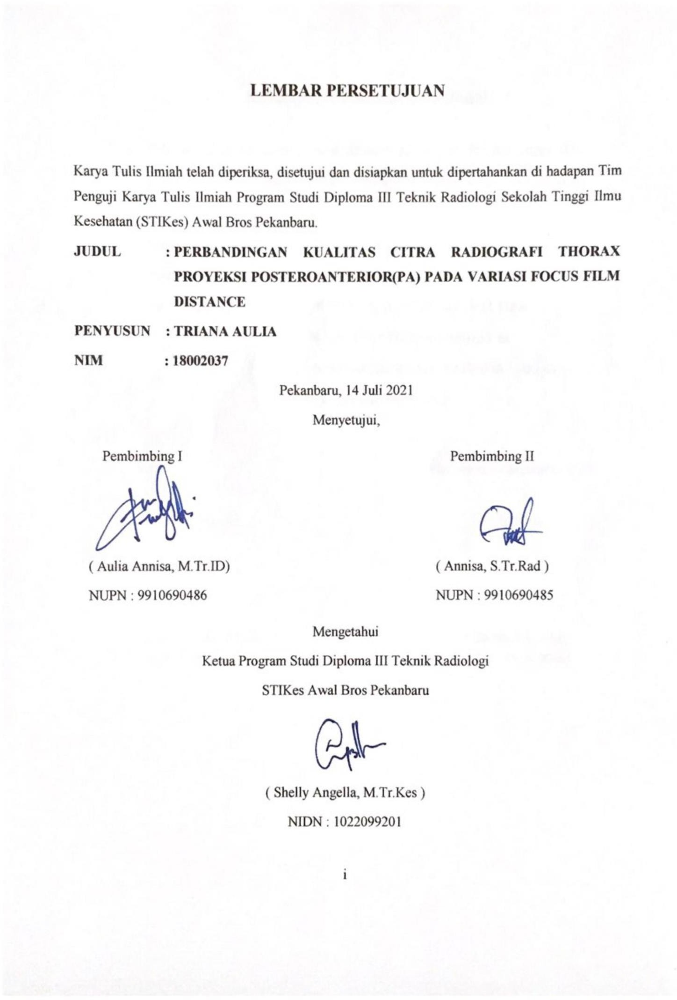 LEMBAR PERSETUJUAN
Karya Tulis Ilmiah telah diperiksa, disetujui dan disiapkan untuk dipertahankan di hadapan Tim
Penguji Karya Tulis Ilmiah Program Studi Diploma III Teknik Radiologi Sekolah Tinggi Ilmu
Kesehatan (STIKes) Awal Bros Pekanbaru.
JUDUL : PERBANDINGAN KUALITAS CITRA RADIOGRAFI THORAX
PROYEKSI POSTEROANTERIOR(PA) PADA VARIASI FOCUS FILM
DISTANCE
PENYUSUN : TRIANA AULIA
NIM : 18002037
Pekanbaru, 14 Juli 2021
Menyetujui,
Pembimbing I Pembimbing II
( Aulia Annisa, M.Tr.ID) ( Annisa, S.Tr.Rad )
NUPN : 9910690486 NUPN : 9910690485
Mengetahui
Ketua Program Studi Diploma III Teknik Radiologi
STIKes Awal Bros Pekanbaru
( Shelly Angella, M.Tr.Kes )
NIDN : 1022099201
i